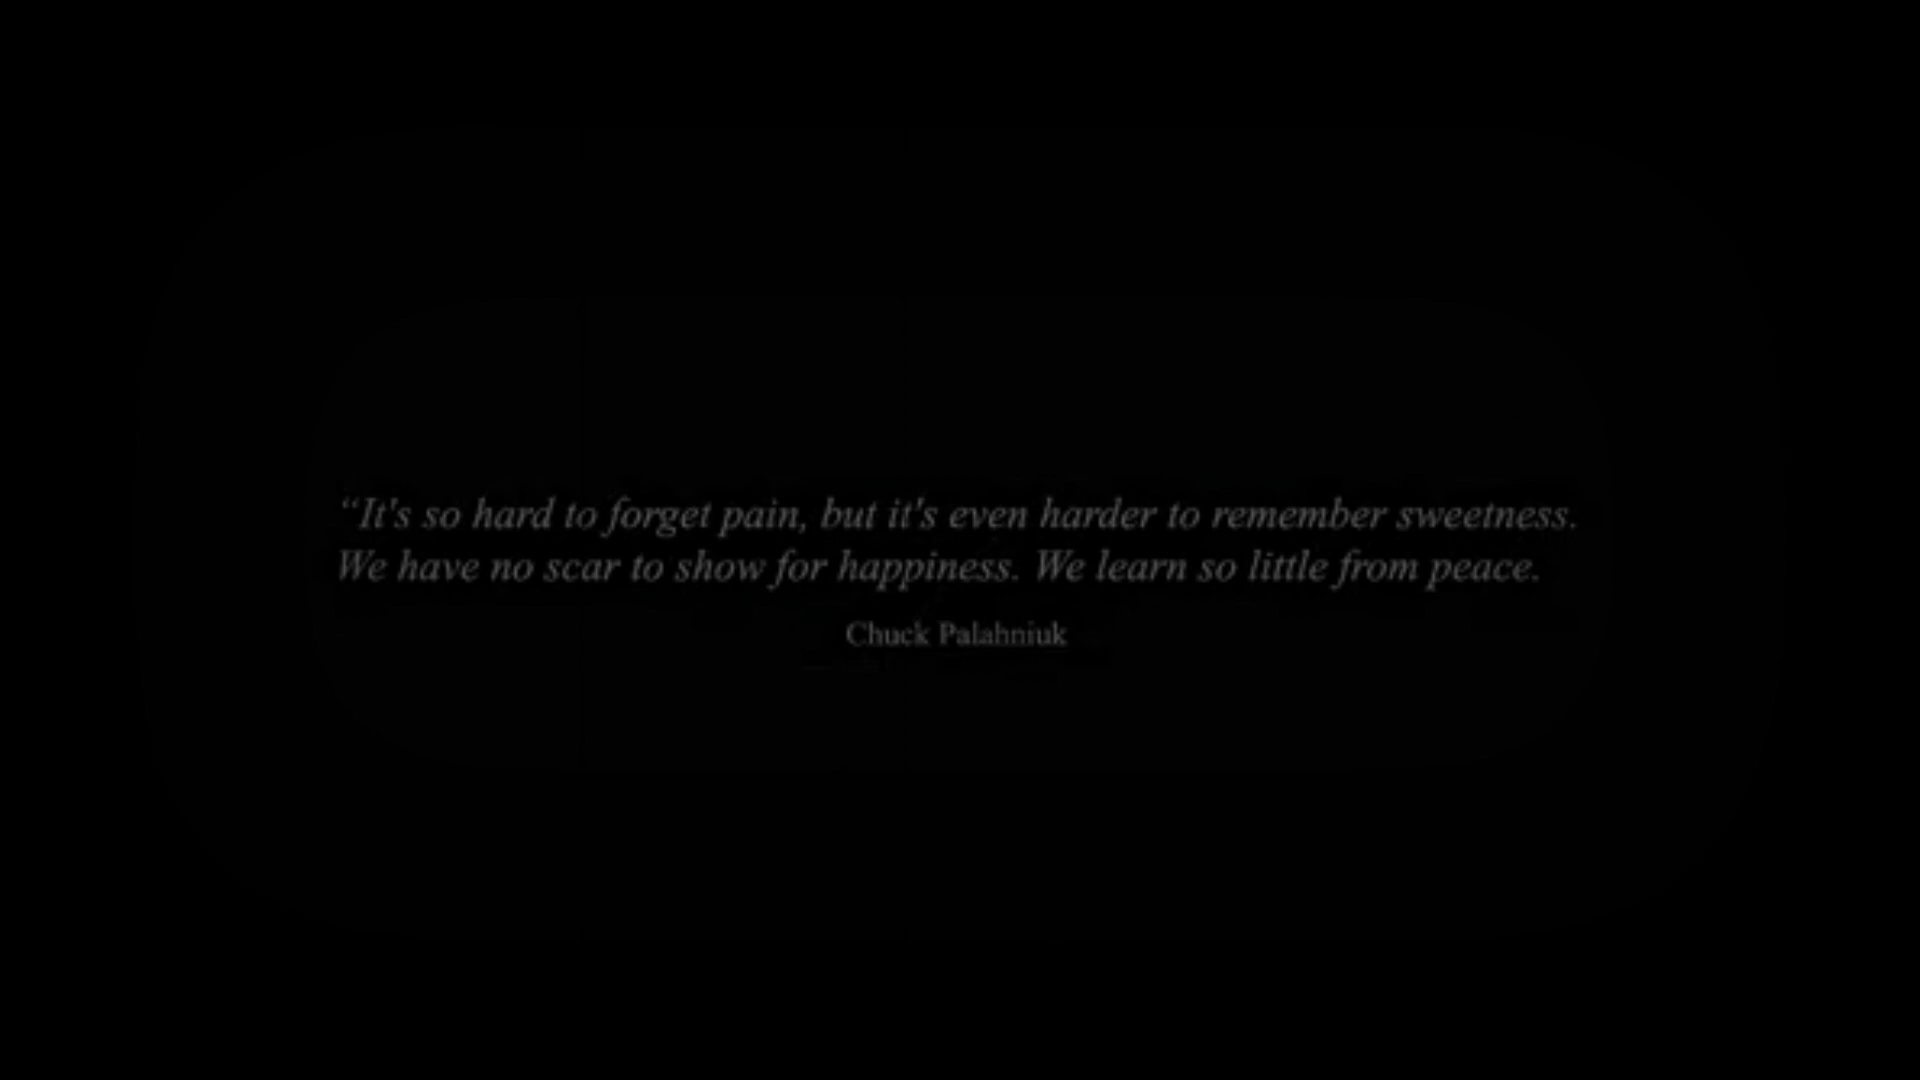 “It's so hard to forget pain, but it's even harder to remember sweetness.
We have no scar to show for happiness. We learn so little from peace.
Chuck Palahniuk